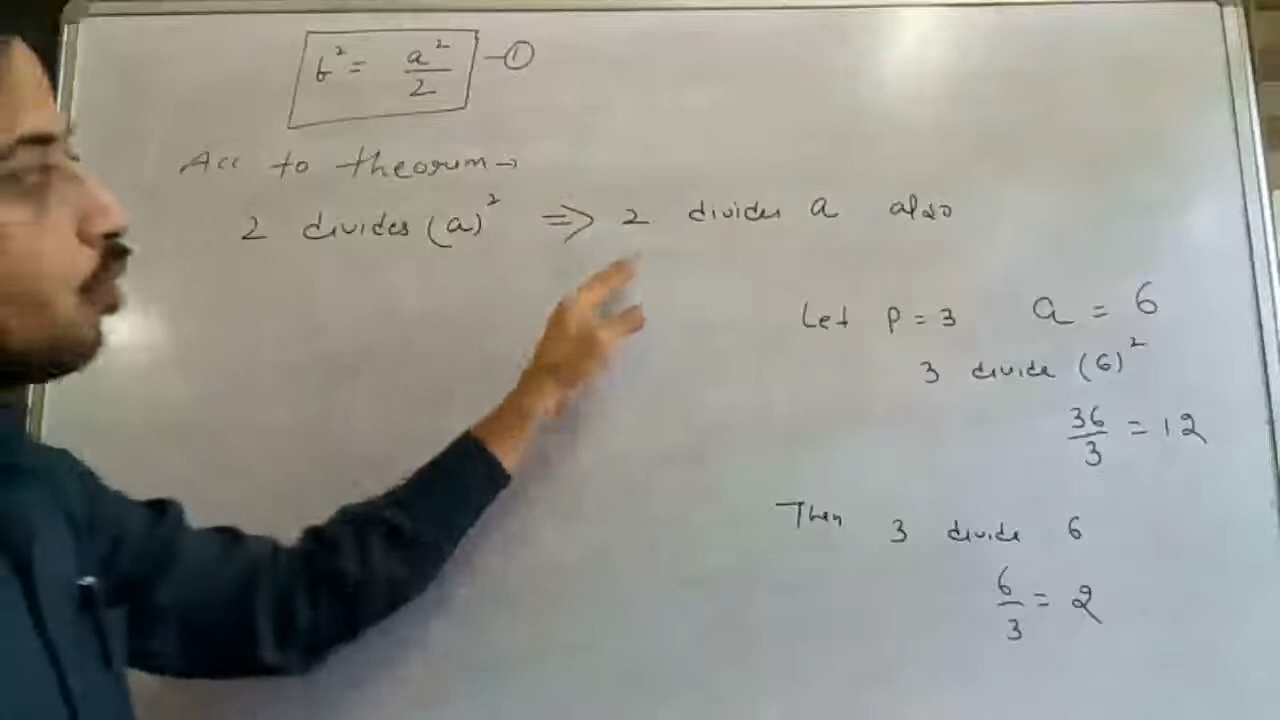 b² = a²/2 -①
Acc to theorum→
2 divides (a)² => 2 divides a also
Let P = 3 a = 6
3 divide (6)²
36/3 = 12
Then 3 divide 6
6/3 = 2